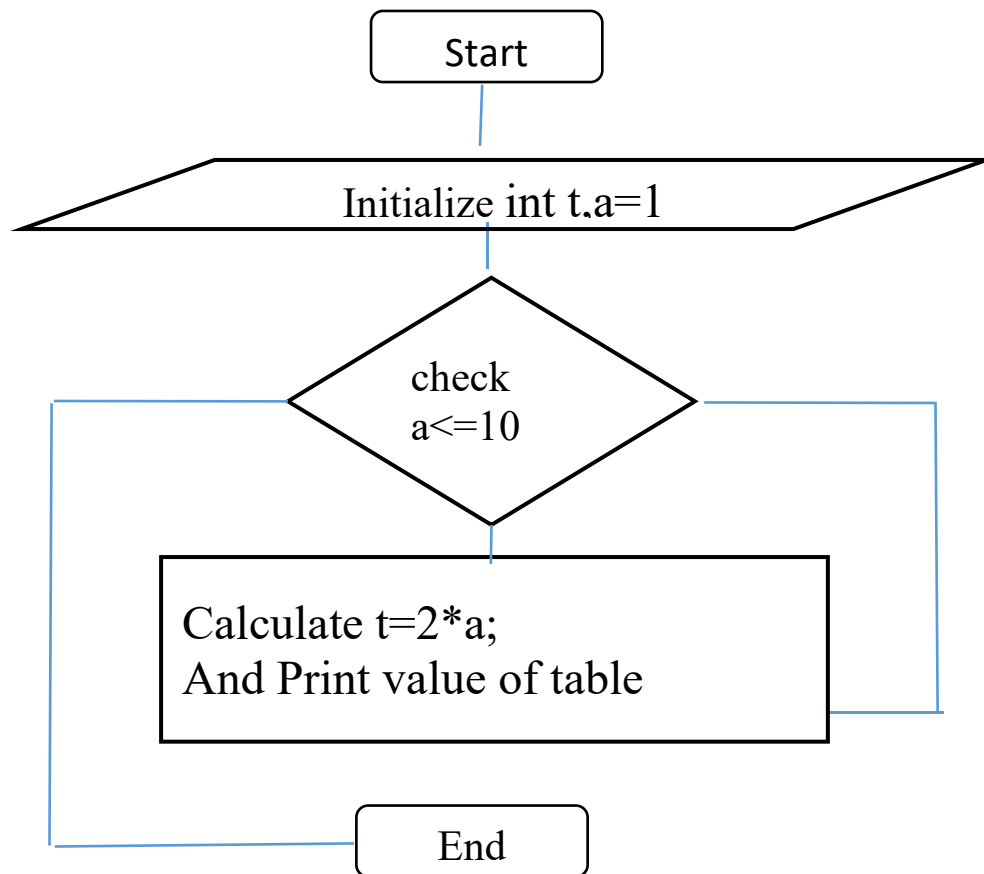 Start
Initialize int t,a=1
check
a<=10
Calculate t=2*a;
And Print value of table
End